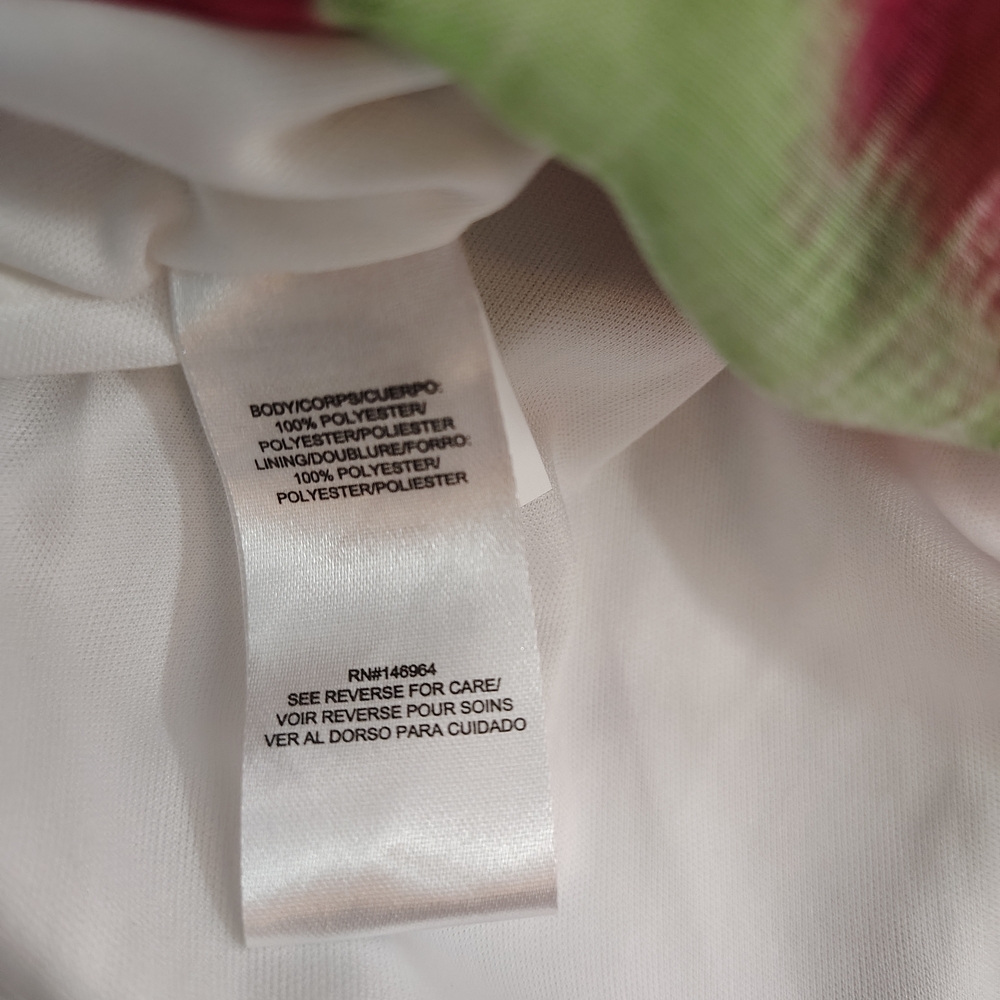 BODY/CORPS/CUERPO:
100% POLYESTER/
POLYESTER/POLIESTER
LINING/DOUBLURE/FORRO:
100% POLYESTER/
POLYESTER/POLIESTER
RN#146964
SEE REVERSE FOR CARE/
VOIR REVERSE POUR SOINS
VER AL DORSO PARA CUIDADO